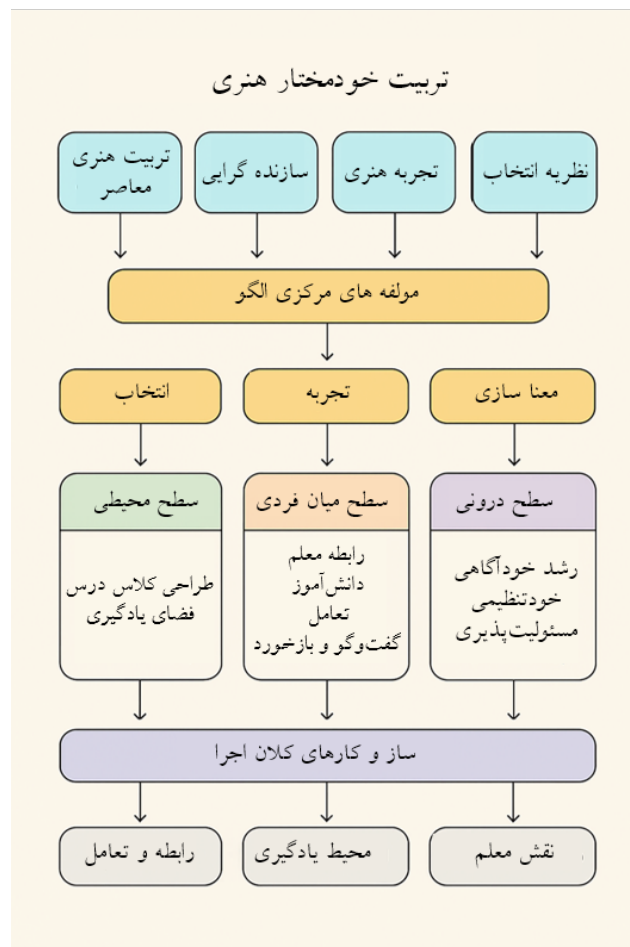 تربیت خودمختار هنری
نظریه انتخاب
تجربه هنری
سازنده گرایی
تربیت هنری
معاصر
مولفه های مرکزی الگو
معنا سازی
تجربه
انتخاب
سطح درونی
رشد خودآگاهی
خودتنظیمی
مسئولیت‌پذیری
سطح میان فردی
رابطه معلم
دانش‌آموز
تعامل
گفت‌وگو و بازخورد
سطح محیطی
طراحی کلاس درس
فضای یادگیری
ساز و کارهای کلان اجرا
نقش معلم
محیط یادگیری
رابطه و تعامل